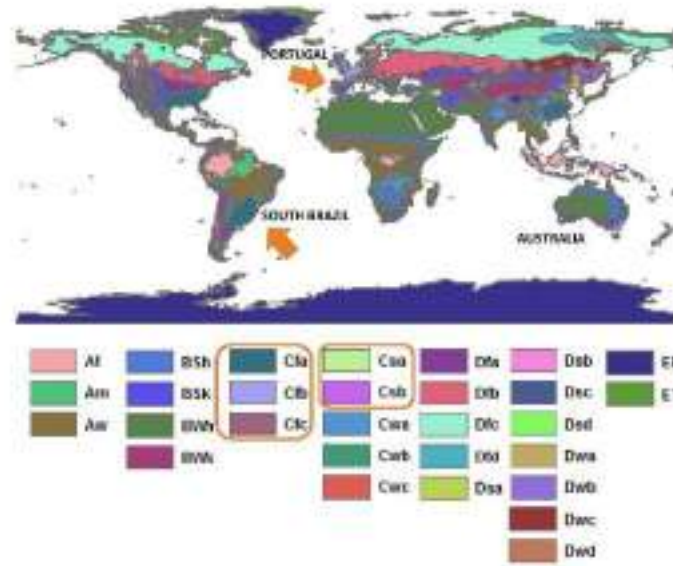 PORTUGAL
SOUTH BRAZIL
AUSTRALIA
Af BSh Cfa Csa Dfa Dsb
Am BSk Cfb Csb Dfb Dsc
Aw BWh Cfc Cwa Dfc Dsd
BWk Cwb Dfd Dwa
Cwc Dsa Dwb
Dwc
Dwd